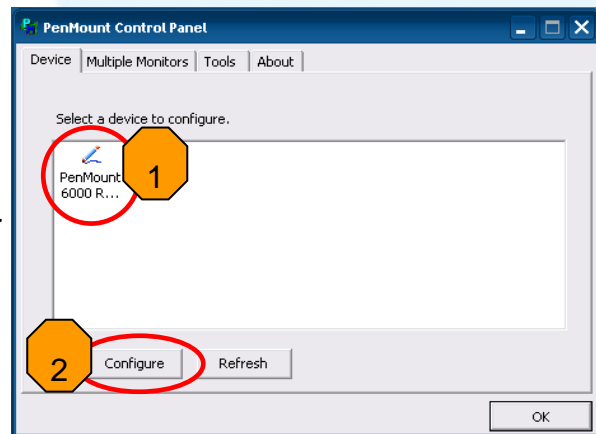 PenMount Control Panel
Device Multiple Monitors Tools About
Select a device to configure.
PenMount
6000 R...
1
2
Configure Refresh
OK